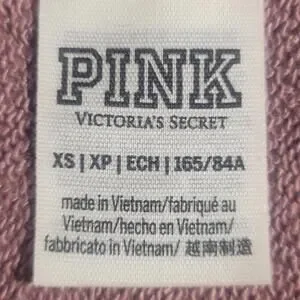 PINK
VICTORIA'S SECRET
XS | XP | ECH | 165/84A
made in Vietnam/fabriqué au
Vietnam/hecho en Vietnam/
fabbricato in Vietnam/ 越南制造